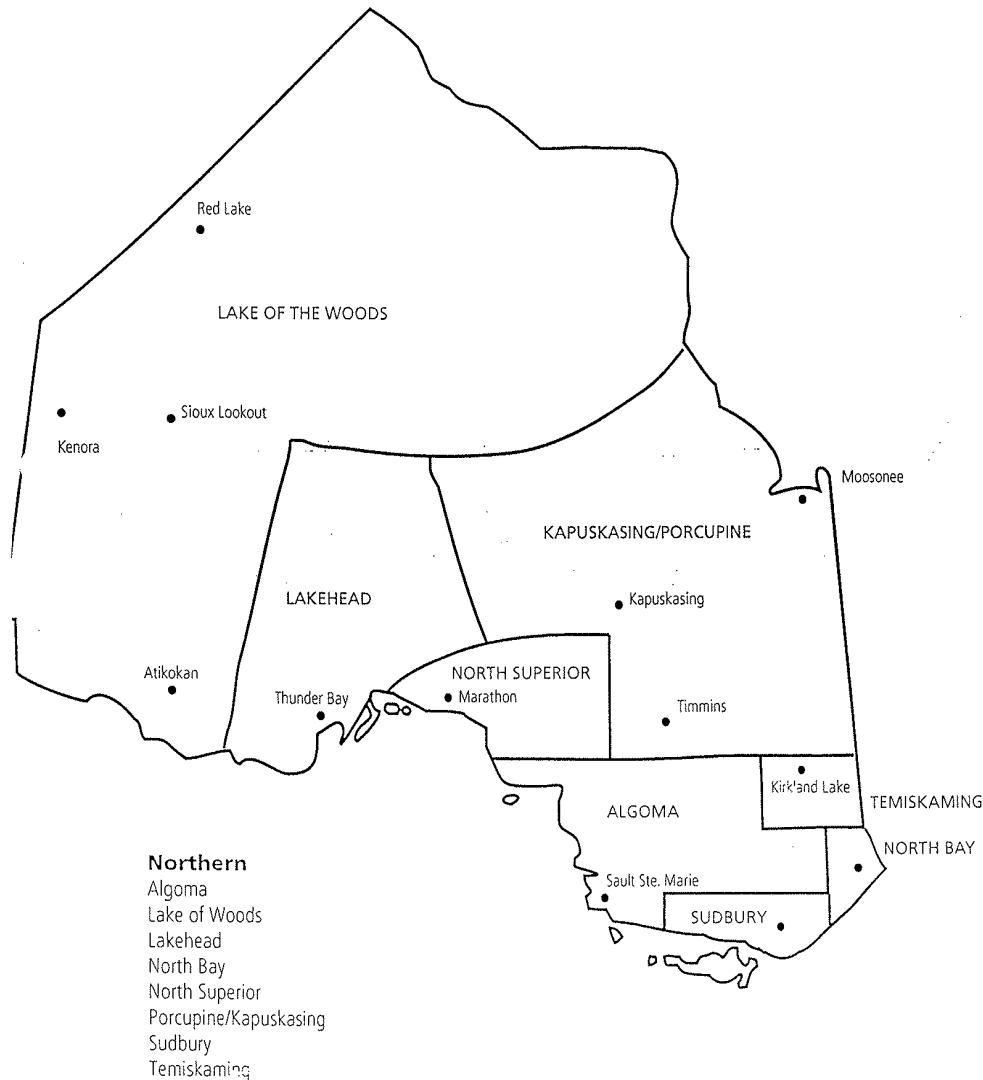 Red Lake
LAKE OF THE WOODS
Sioux Lookout
Kenora
Moosonee
KAPUSKASING/PORCUPINE
LAKEHEAD
Kapuskasing
Atikokan
NORTH SUPERIOR
Thunder Bay
Marathon
Timmins
Kirkland Lake
TEMISKAMING
ALGOMA
NORTH BAY
Sault Ste. Marie
SUDBURY
Northern
Algoma
Lake of Woods
Lakehead
North Bay
North Superior
Porcupine/Kapuskasing
Sudbury
Temiskaming